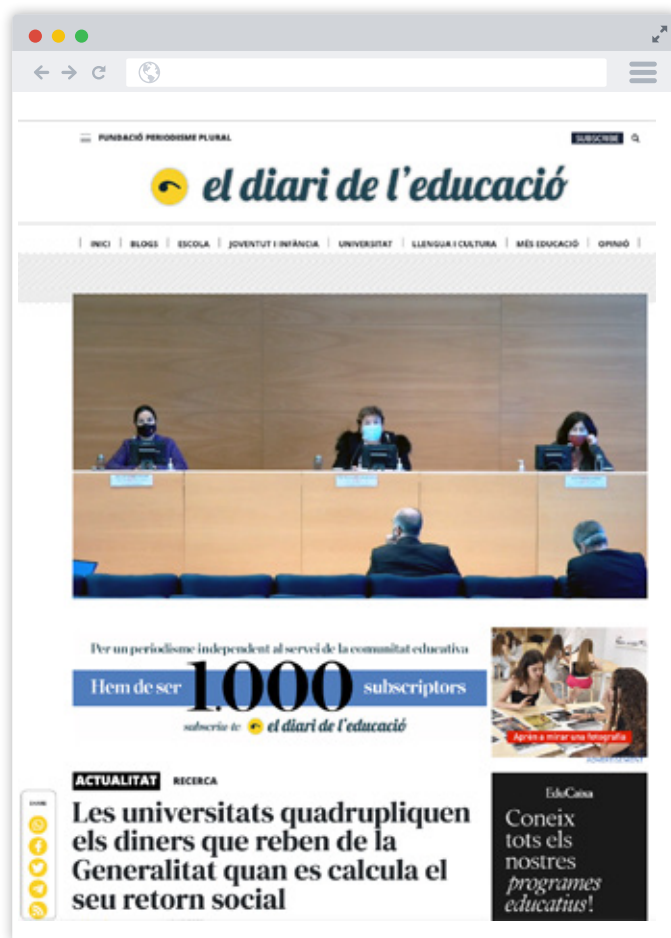 FUNDACIÓ PERIODISME PLURAL
SUBSCRIBE
el diari de l'educació
INICI | BLOGS | ESCOLA | JOVENTUT I INFÀNCIA | UNIVERSITAT | LLENGUA I CULTURA | MÉS EDUCACIÓ | OPINIÓ
Per un periodisme independent al servei de la comunitat educativa
Hem de ser 1.000 subscriptors
subscriu-te el diari de l'educació
Aprèn a mirar una fotografia
ADVERTISEMENT
ACTUALITAT RECERCA
Les universitats quadrupliquen
els diners que reben de la
Generalitat quan es calcula el
seu retorn social
SHARE
EduCaixa
Coneix
tots els
nostres
programes
educatius!